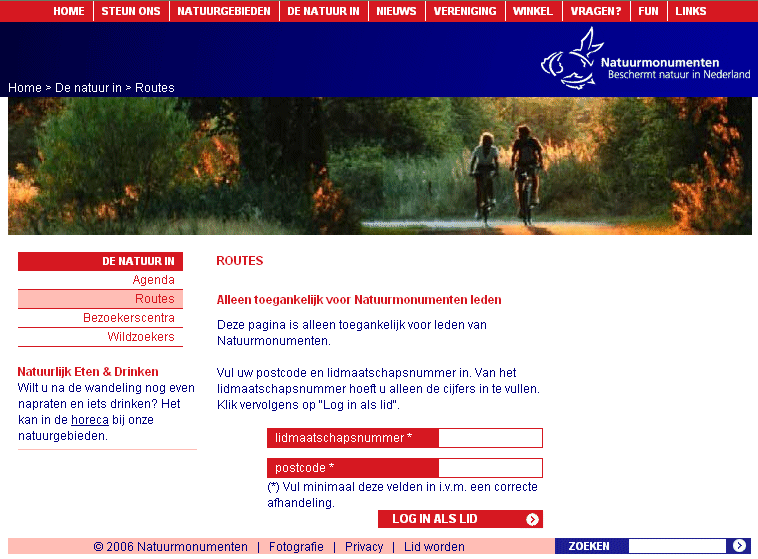 HOME STEUN ONS NATUURGEBIEDEN DE NATUUR IN NIEUWS VERENIGING WINKEL VRAGEN? FUN LINKS
Natuurmonumenten
Beschermt natuur in Nederland
Home > De natuur in > Routes
DE NATUUR IN
Agenda
Routes
Bezoekerscentra
Wildzoekers
Natuurlijk Eten & Drinken
Wilt u na de wandeling nog even
napraten en iets drinken? Het
kan in de horeca bij onze
natuurgebieden.
ROUTES
Alleen toegankelijk voor Natuurmonumenten leden
Deze pagina is alleen toegankelijk voor leden van
Natuurmonumenten.
Vul uw postcode en lidmaatschapsnummer in. Van het
lidmaatschapsnummer hoeft u alleen de cijfers in te vullen.
Klik vervolgens op "Log in als lid".
lidmaatschapsnummer *
postcode *
(*) Vul minimaal deze velden in i.v.m. een correcte
afhandeling.
LOG IN ALS LID
© 2006 Natuurmonumenten | Fotografie | Privacy | Lid worden
ZOEKEN